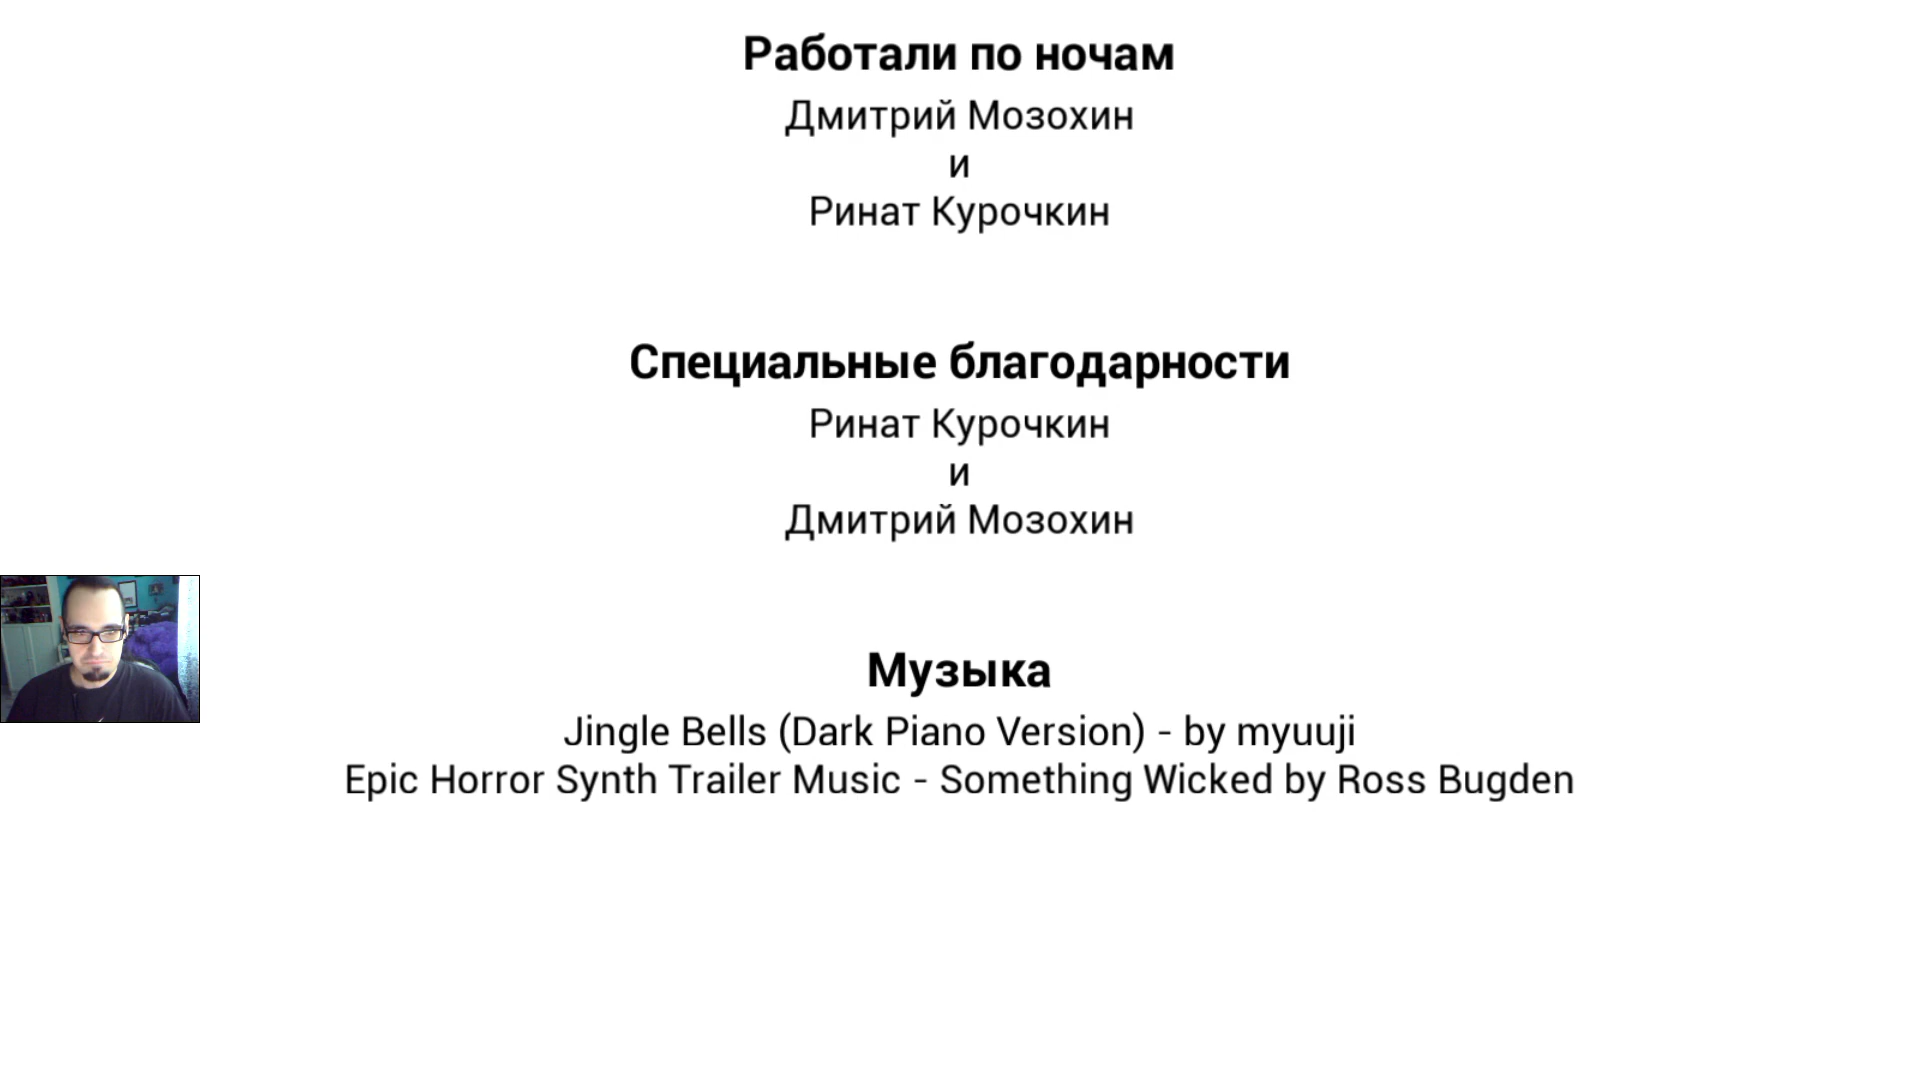 Работали по ночам
Дмитрий Мозохин
и
Ринат Курочкин
Специальные благодарности
Ринат Курочкин
и
Дмитрий Мозохин
Музыка
Jingle Bells (Dark Piano Version) - by myuuji
Epic Horror Synth Trailer Music - Something Wicked by Ross Bugden